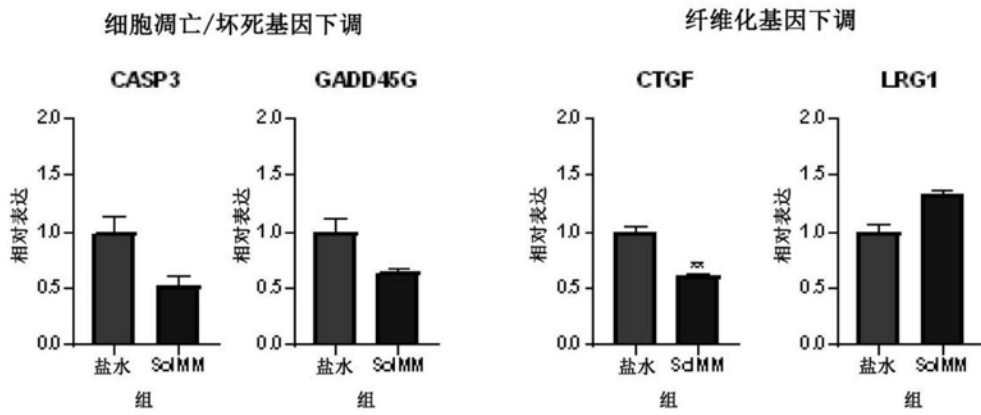 细胞凋亡/坏死基因下调
纤维化基因下调
CASP3
GADD45G
CTGF
LRG1
相对表达
2.0
1.5
1.0
0.5
0.0
盐水
SolMM
组
相对表达
2.0
1.5
1.0
0.5
0.0
盐水
SolMM
组
相对表达
2.0
1.5
1.0
0.5
0.0
**
盐水
SolMM
组
相对表达
2.0
1.5
1.0
0.5
0.0
盐水
SolMM
组